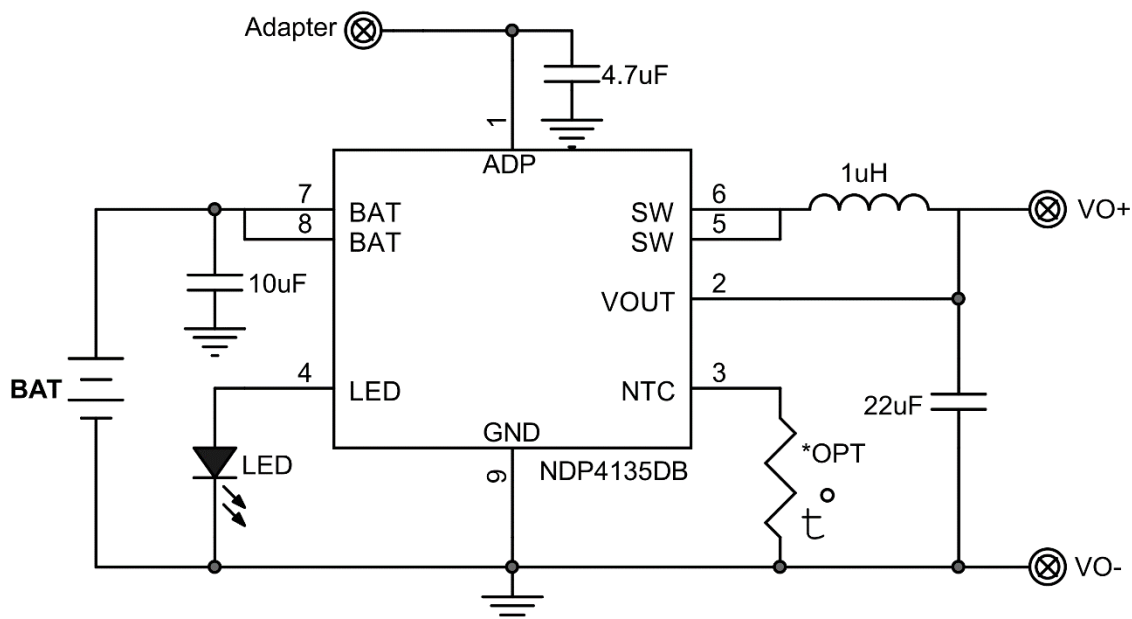 Adapter
4.7uF
1
ADP
1uH
7
BAT
8
BAT
6
SW
5
SW
VO+
10uF
2
VOUT
BAT
4
LED
3
NTC
22uF
GND
LED
9
NDP4135DB
*OPT
t°
VO-